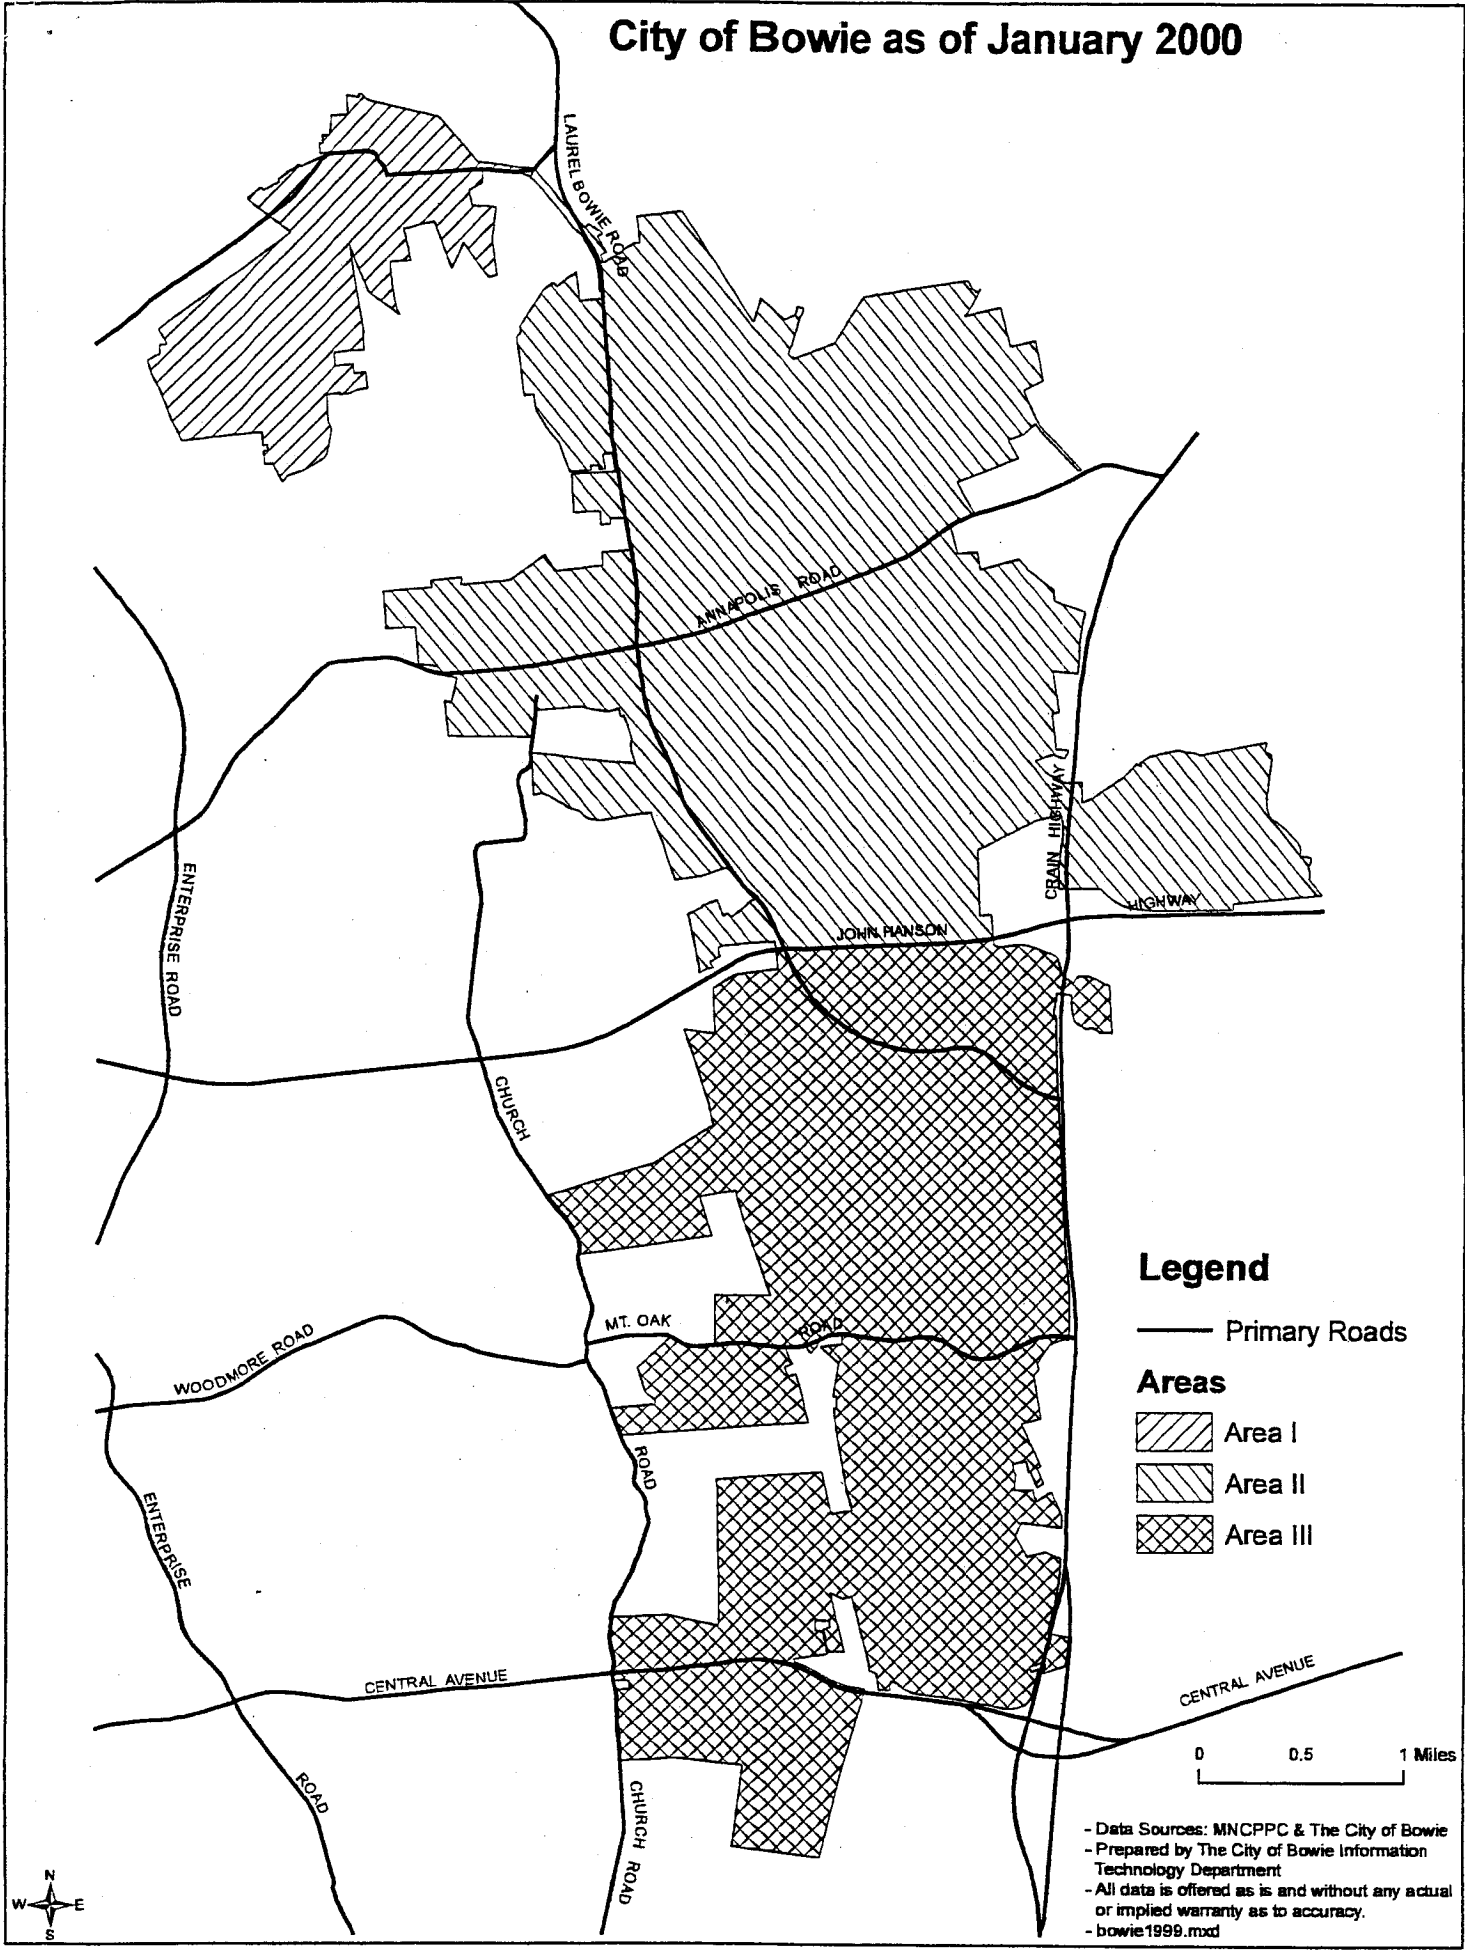 City of Bowie as of January 2000
LAUREL BOWIE ROAD
ANNAPOLIS ROAD
CRAIN HIGHWAY
ENTERPRISE ROAD
JOHN HANSON HIGHWAY
CHURCH
MT. OAK ROAD
WOODMORE ROAD
ROAD
ENTERPRISE
CENTRAL AVENUE
CENTRAL AVENUE
ROAD
CHURCH ROAD
Legend
Primary Roads
Areas
Area I
Area II
Area III
0 0.5 1 Miles
- Data Sources: MNCPPC & The City of Bowie
- Prepared by The City of Bowie Information
Technology Department
- All data is offered as is and without any actual
or implied warranty as to accuracy.
- bowie1999.mxd
N
W E
S